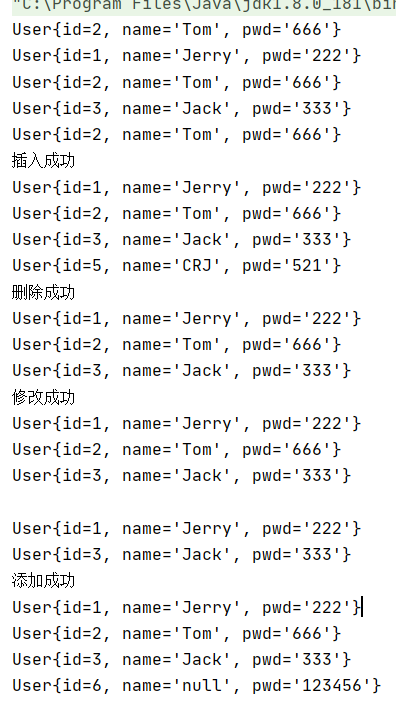 "C:\Program Files\Java\jdk1.8.0_181\bin
User{id=2, name='Tom', pwd='666'}
User{id=1, name='Jerry', pwd='222'}
User{id=2, name='Tom', pwd='666'}
User{id=3, name='Jack', pwd='333'}
User{id=2, name='Tom', pwd='666'}
插入成功
User{id=1, name='Jerry', pwd='222'}
User{id=2, name='Tom', pwd='666'}
User{id=3, name='Jack', pwd='333'}
User{id=5, name='CRJ', pwd='521'}
删除成功
User{id=1, name='Jerry', pwd='222'}
User{id=2, name='Tom', pwd='666'}
User{id=3, name='Jack', pwd='333'}
修改成功
User{id=1, name='Jerry', pwd='222'}
User{id=2, name='Tom', pwd='666'}
User{id=3, name='Jack', pwd='333'}
User{id=1, name='Jerry', pwd='222'}
User{id=3, name='Jack', pwd='333'}
添加成功
User{id=1, name='Jerry', pwd='222'}
User{id=2, name='Tom', pwd='666'}
User{id=3, name='Jack', pwd='333'}
User{id=6, name='null', pwd='123456'}